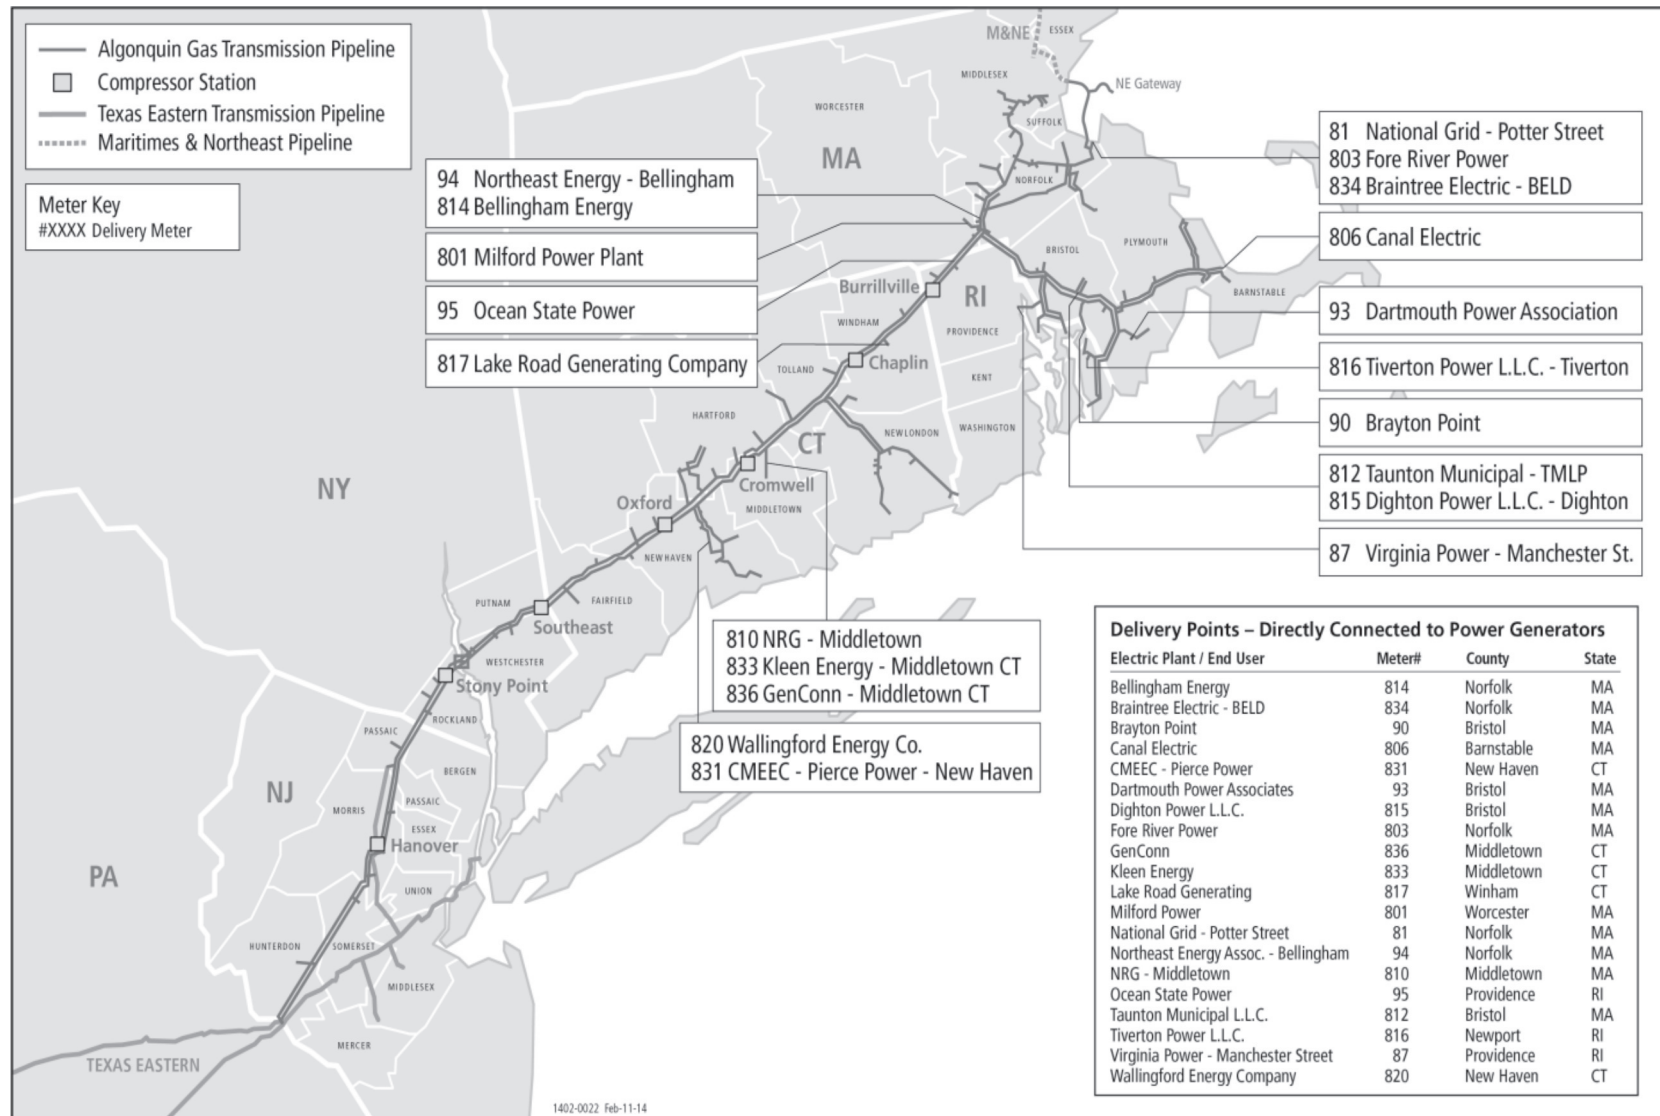 Algonquin Gas Transmission Pipeline
Compressor Station
Texas Eastern Transmission Pipeline
Maritimes & Northeast Pipeline
Meter Key
#XXXX Delivery Meter
M&NE
ESSEX
MIDDLESEX
NE Gateway
WORCESTER
SUFFOLK
MA
NORFOLK
94 Northeast Energy - Bellingham
814 Bellingham Energy
801 Milford Power Plant
95 Ocean State Power
817 Lake Road Generating Company
81 National Grid - Potter Street
803 Fore River Power
834 Braintree Electric - BELD
806 Canal Electric
93 Dartmouth Power Association
816 Tiverton Power L.L.C. - Tiverton
90 Brayton Point
812 Taunton Municipal - TMLP
815 Dighton Power L.L.C. - Dighton
87 Virginia Power - Manchester St.
BRISTOL
PLYMOUTH
BARNSTABLE
Burrillville
RI
WINDHAM
PROVIDENCE
Chaplin
TOLLAND
KENT
HARTFORD
CT
NEW LONDON
WASHINGTON
NY
Cromwell
Oxford
MIDDLETOWN
NEW HAVEN
PUTNAM
FAIRFIELD
Southeast
WESTCHESTER
Stony Point
810 NRG - Middletown
833 Kleen Energy - Middletown CT
836 GenConn - Middletown CT
820 Wallingford Energy Co.
831 CMEEC - Pierce Power - New Haven
ROCKLAND
PASSAIC
BERGEN
NJ
MORRIS
PASSAIC
ESSEX
Hanover
PA
UNION
HUNTERDON
SOMERSET
MIDDLESEX
MERCER
TEXAS EASTERN
1402-0022 Feb-11-14
Delivery Points – Directly Connected to Power Generators
Electric Plant / End User Meter# County State
Bellingham Energy 814 Norfolk MA
Braintree Electric - BELD 834 Norfolk MA
Brayton Point 90 Bristol MA
Canal Electric 806 Barnstable MA
CMEEC - Pierce Power 831 New Haven CT
Dartmouth Power Associates 93 Bristol MA
Dighton Power L.L.C. 815 Bristol MA
Fore River Power 803 Norfolk MA
GenConn 836 Middletown CT
Kleen Energy 833 Middletown CT
Lake Road Generating 817 Winham CT
Milford Power 801 Worcester MA
National Grid - Potter Street 81 Norfolk MA
Northeast Energy Assoc. - Bellingham 94 Norfolk MA
NRG - Middletown 810 Middletown MA
Ocean State Power 95 Providence RI
Taunton Municipal L.L.C. 812 Bristol MA
Tiverton Power L.L.C. 816 Newport RI
Virginia Power - Manchester Street 87 Providence RI
Wallingford Energy Company 820 New Haven CT